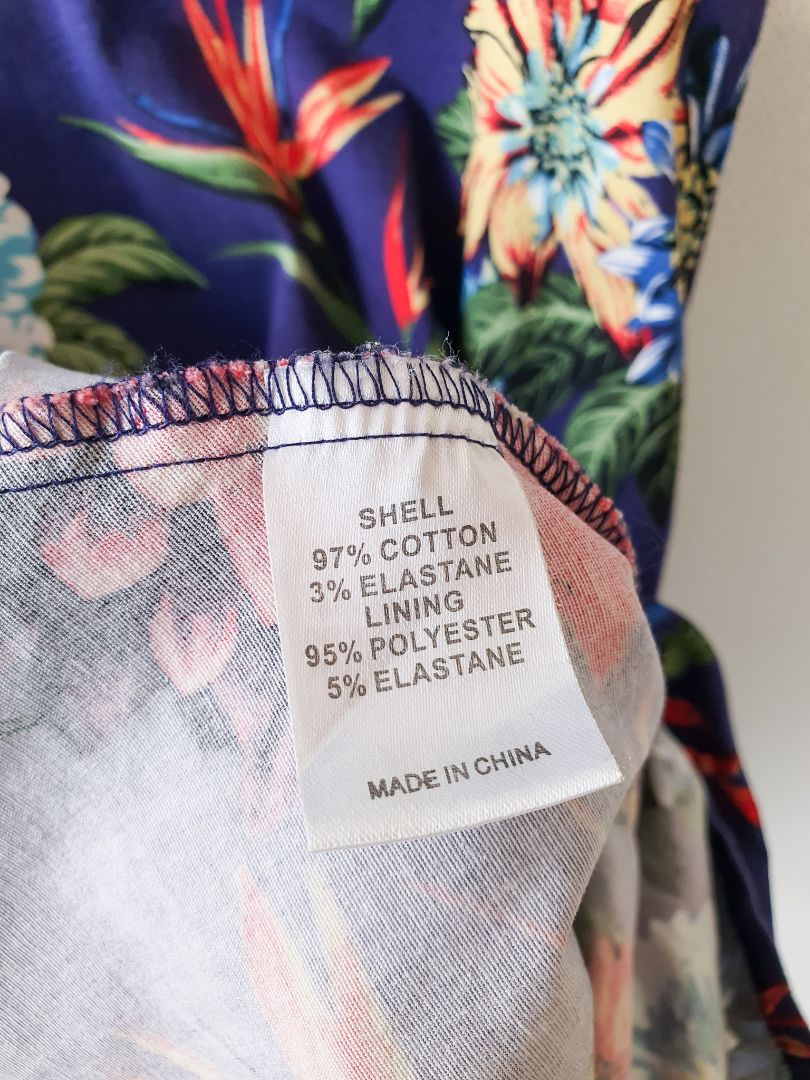 SHELL
97% COTTON
3% ELASTANE
LINING
95% POLYESTER
5% ELASTANE
MADE IN CHINA